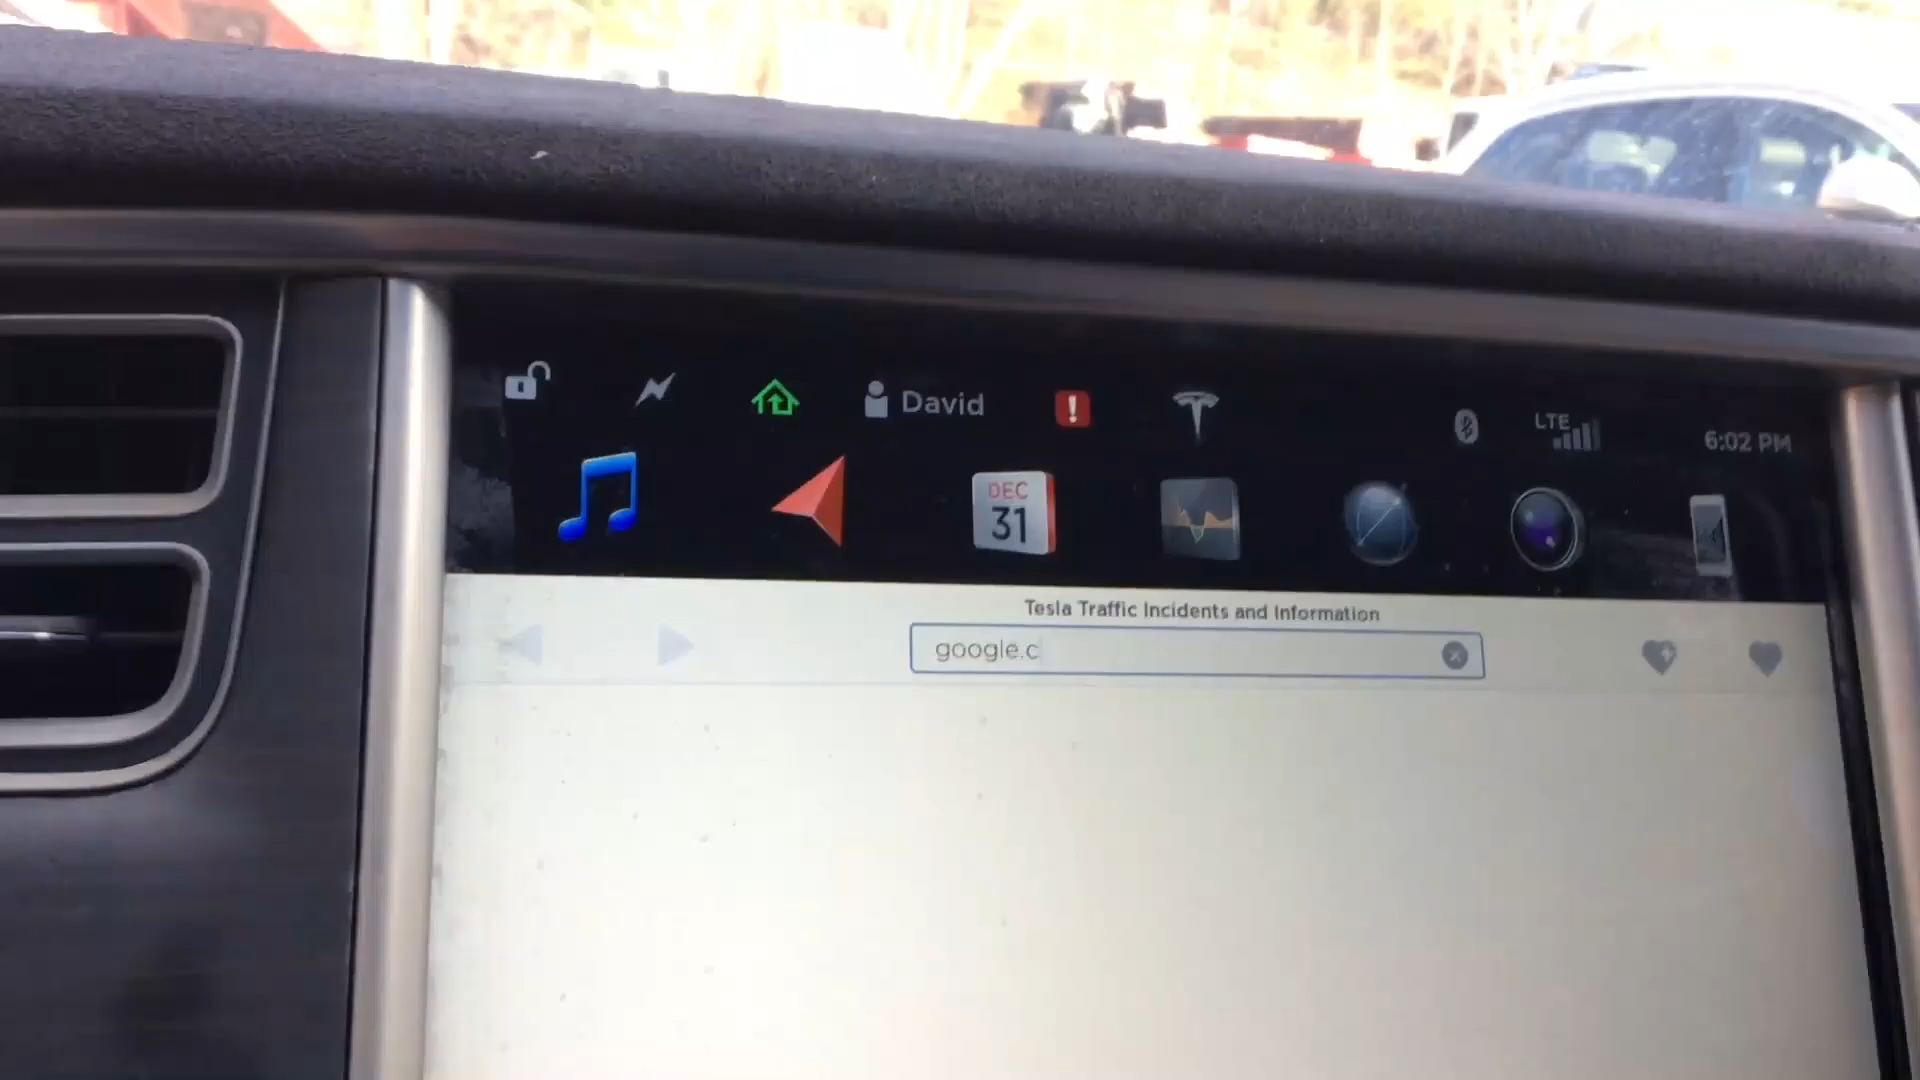 David
LTE
6:02 PM
DEC
31
Tesla Traffic Incidents and Information
google.c